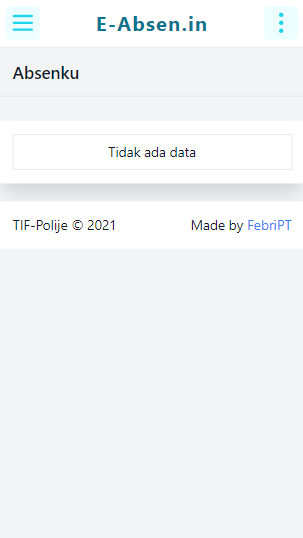 E-Absen.in
Absenku
Tidak ada data
TIF-Polije © 2021 Made by FebriPT